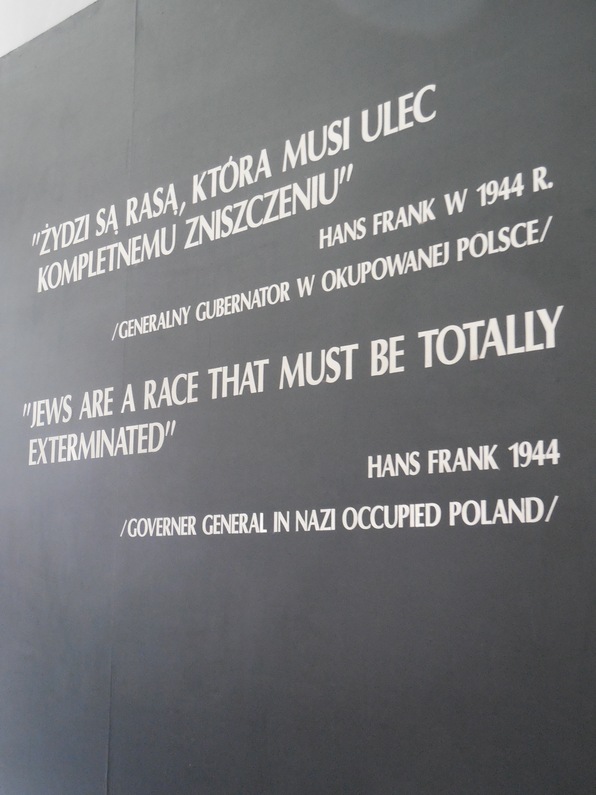 "ŻYDZI SĄ RASĄ, KTÓRA MUSI ULEC
KOMPLETNEMU ZNISZCZENIU"
HANS FRANK W 1944 R.
/GENERALNY GUBERNATOR W OKUPOWANEJ POLSCE/
"JEWS ARE A RACE THAT MUST BE TOTALLY
EXTERMINATED"
HANS FRANK 1944
/GOVERNER GENERAL IN NAZI OCCUPIED POLAND/